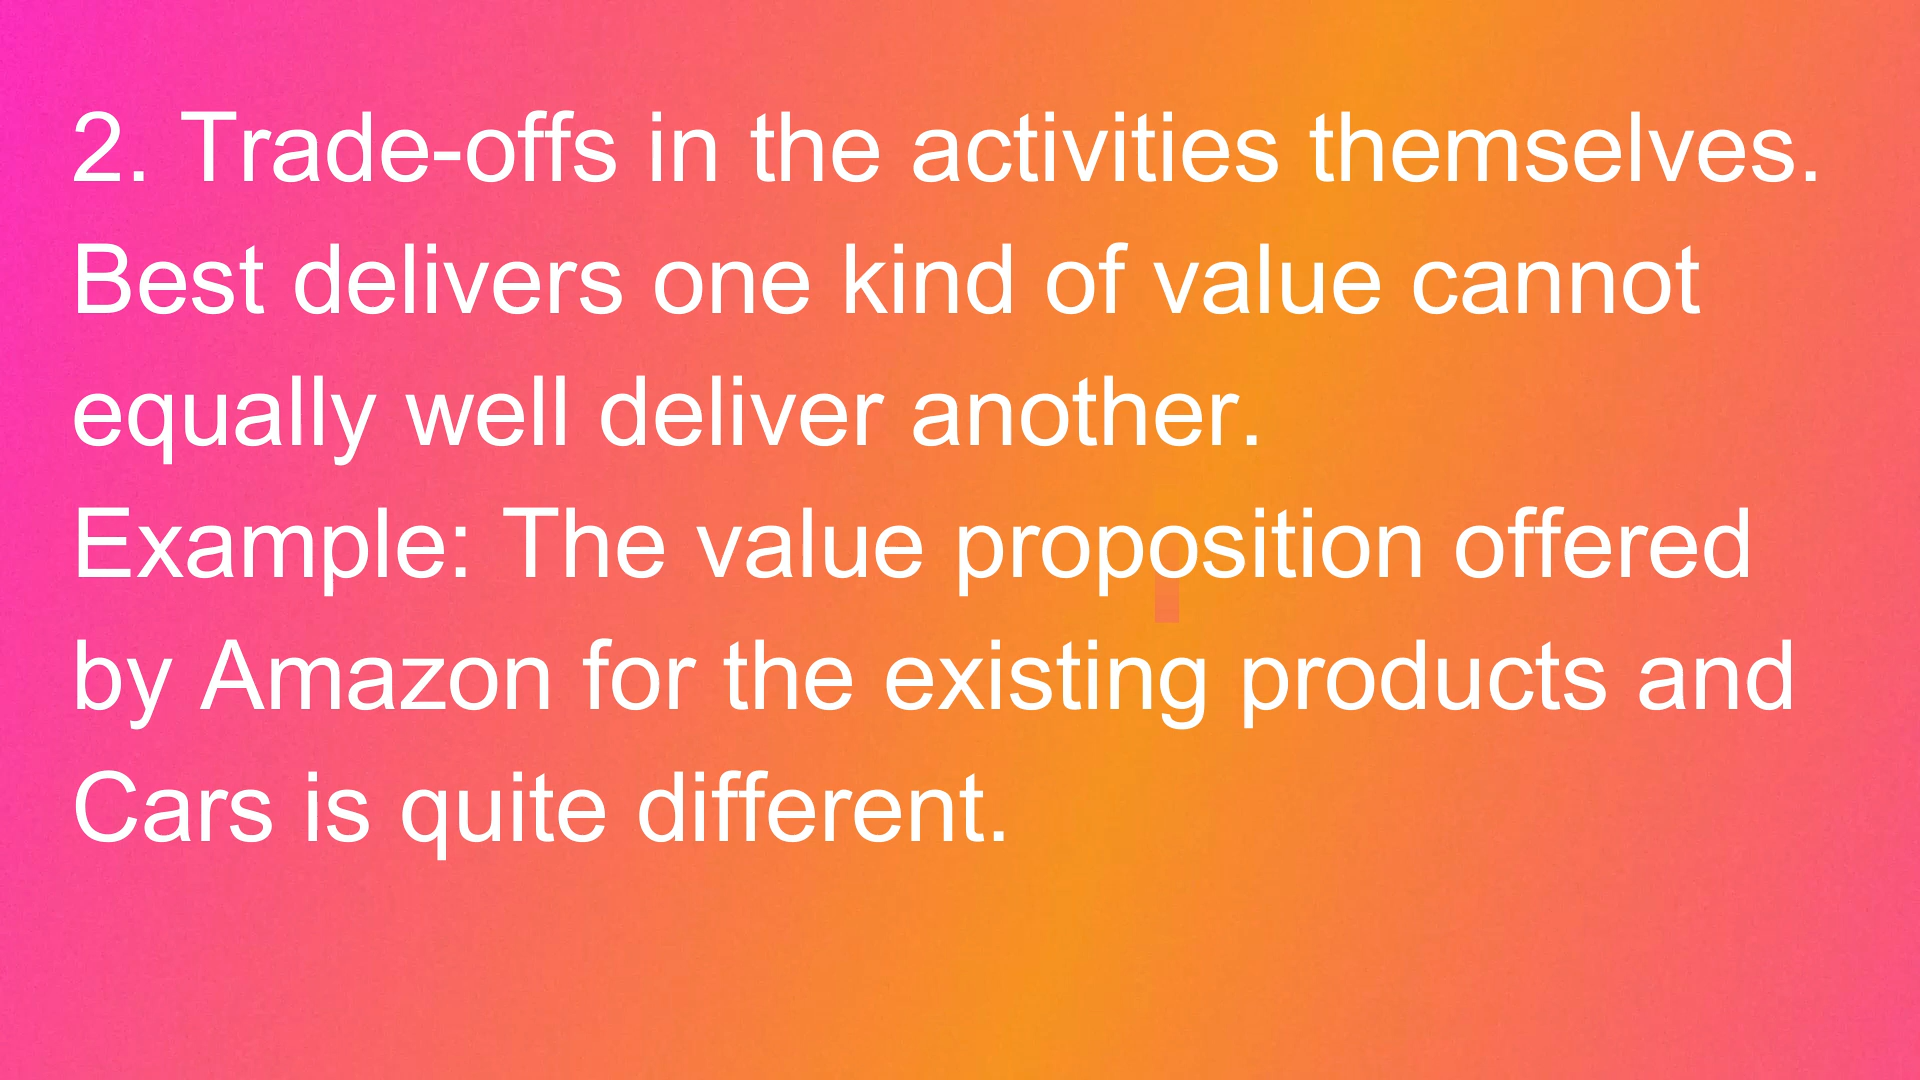 2. Trade-offs in the activities themselves.
Best delivers one kind of value cannot
equally well deliver another.
Example: The value proposition offered
by Amazon for the existing products and
Cars is quite different.